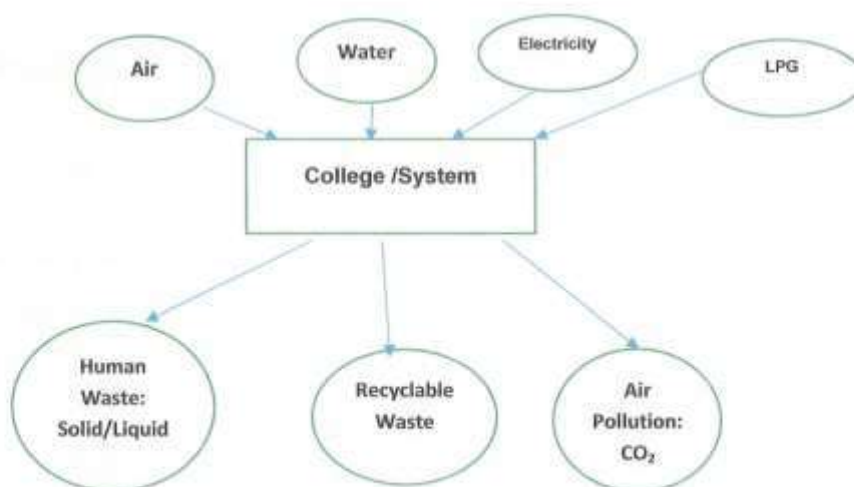 Air
Water
Electricity
LPG
College /System
Human
Waste:
Solid/Liquid
Recyclable
Waste
Air
Pollution:
CO₂